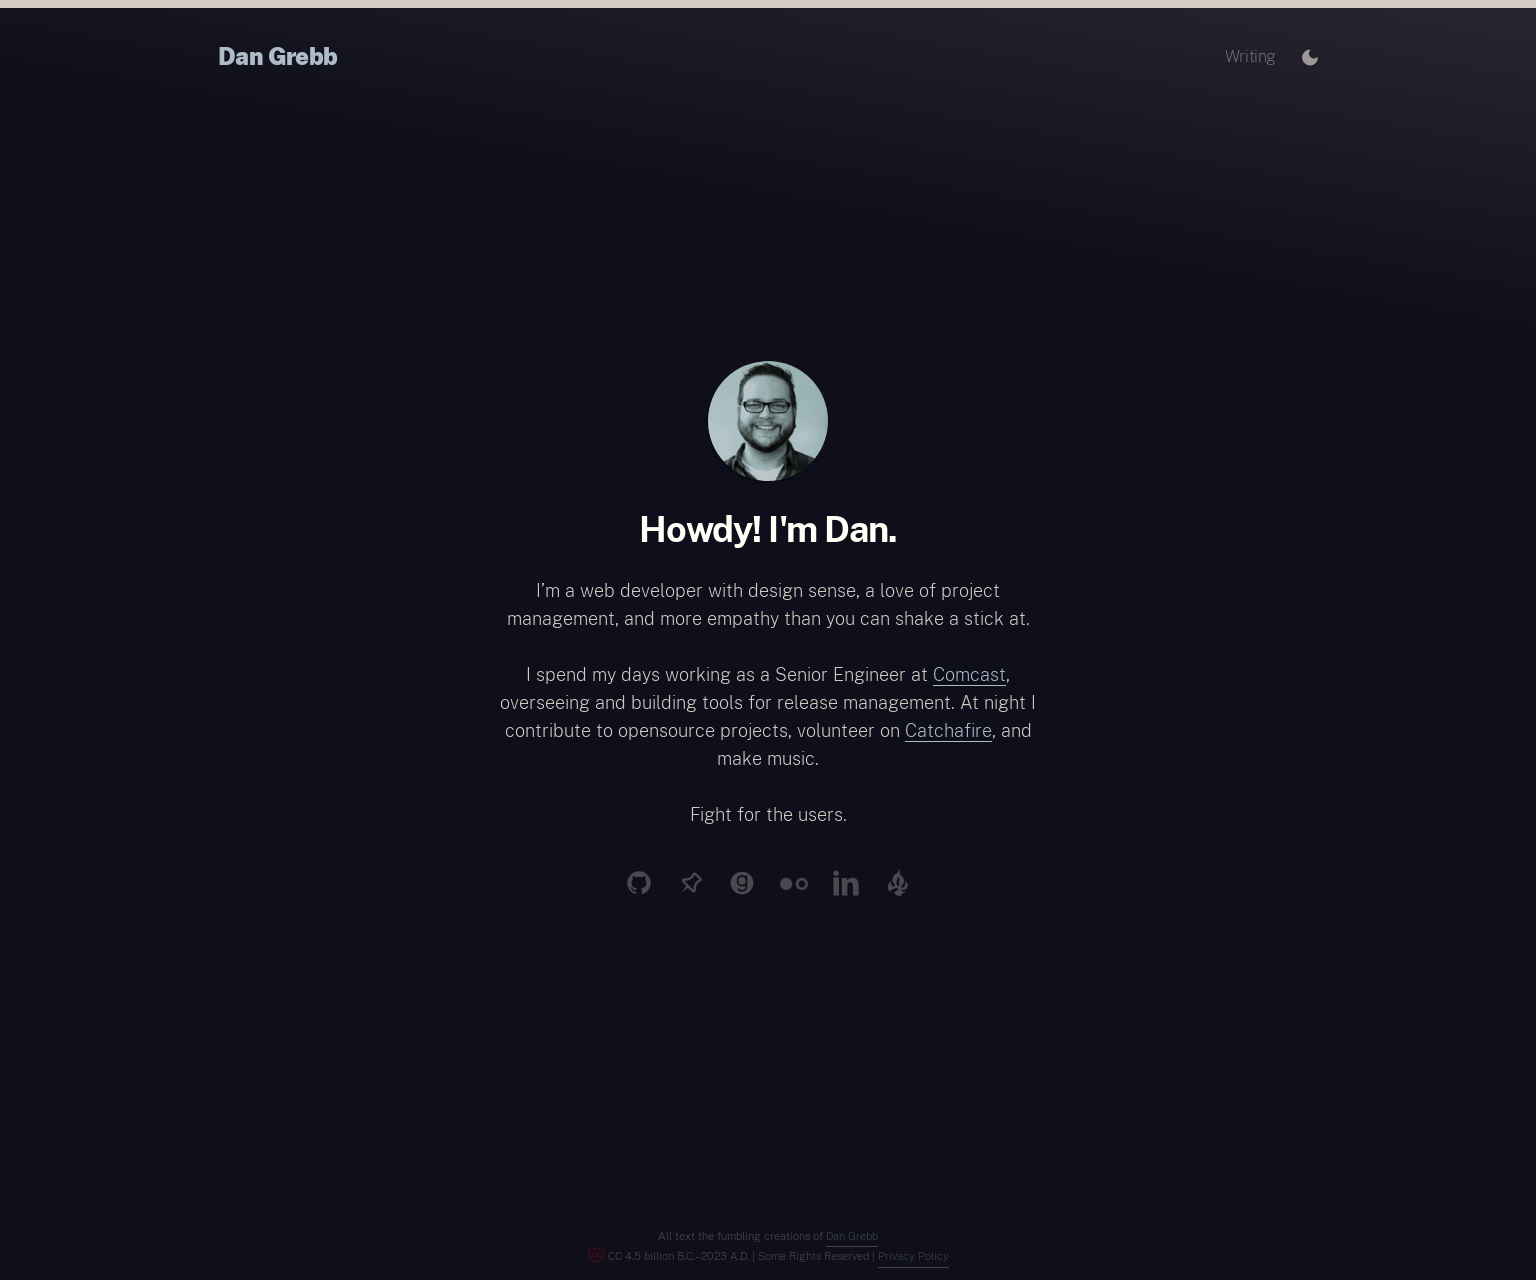 Dan Grebb
Writing
Howdy! I'm Dan.
I’m a web developer with design sense, a love of project
management, and more empathy than you can shake a stick at.
I spend my days working as a Senior Engineer at Comcast,
overseeing and building tools for release management. At night I
contribute to opensource projects, volunteer on Catchafire, and
make music.
Fight for the users.
All text the fumbling creations of Dan Grebb
CC 4.5 billion B.C.–2023 A.D. | Some Rights Reserved | Privacy Policy